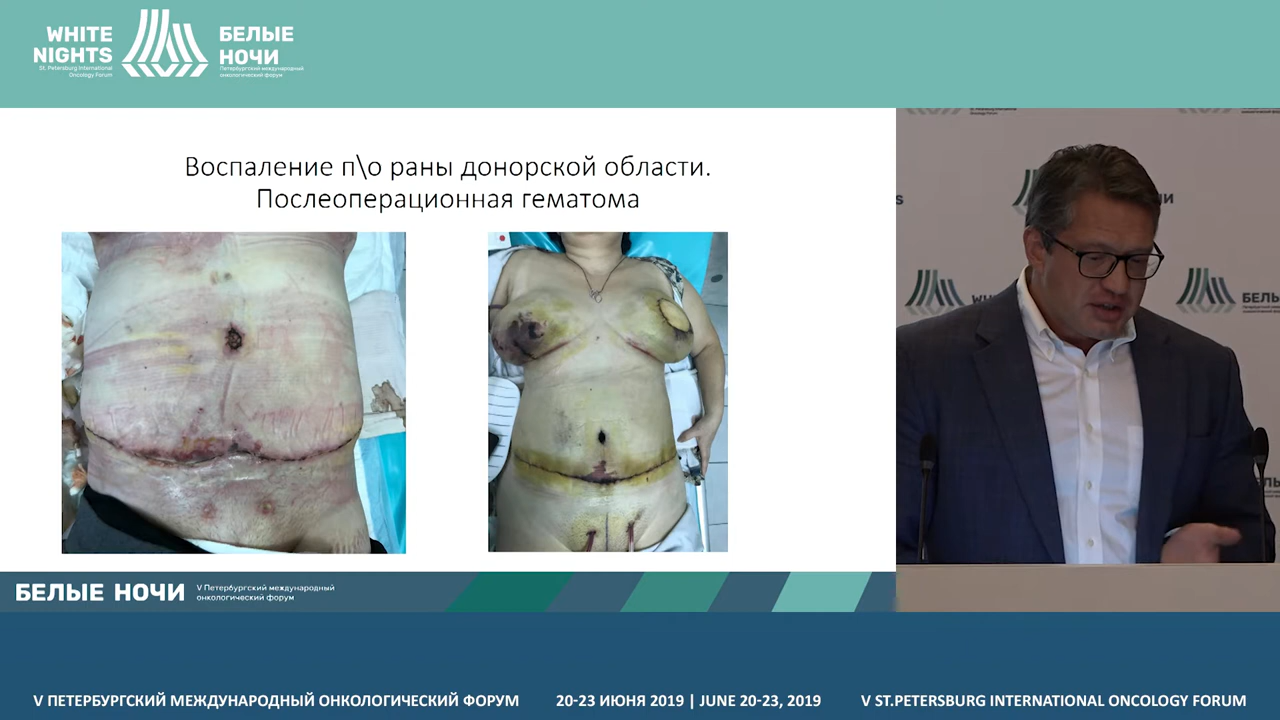 WHITE
NIGHTS
St. Petersburg International
Oncology Forum
БЕЛЫЕ
НОЧИ
Петербургский международный
онкологический форум
Воспаление п\о раны донорской области.
Послеоперационная гематома
БЕЛЫЕ НОЧИ
V Петербургский международный
онкологический форум
V ПЕТЕРБУРГСКИЙ МЕЖДУНАРОДНЫЙ ОНКОЛОГИЧЕСКИЙ ФОРУМ
20-23 ИЮНЯ 2019 | JUNE 20-23, 2019
V ST.PETERSBURG INTERNATIONAL ONCOLOGY FORUM